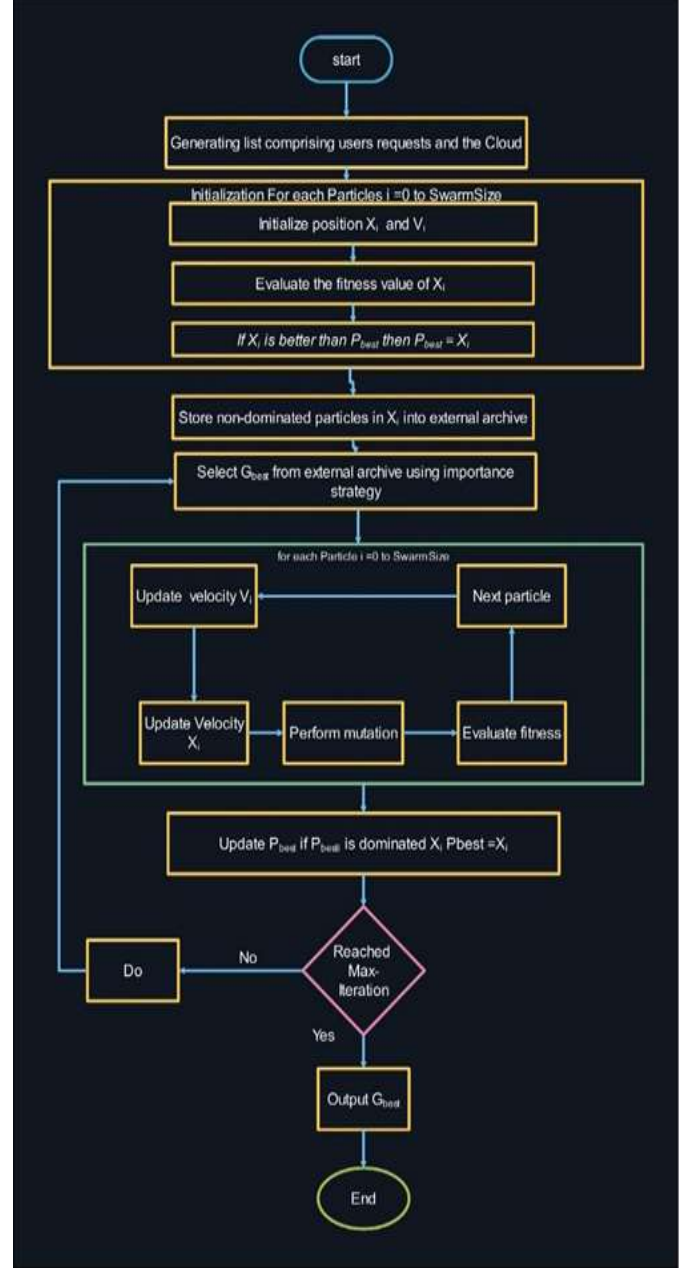 start
Generating list comprising users requests and the Cloud
Initialization For each Particles i =0 to SwarmSize
Initialize position Xi and Vi
Evaluate the fitness value of Xi
If Xi is better than Pbest then Pbest = Xi
Store non-dominated particles in Xi into external archive
Select Gbest from external archive using importance
strategy
for each Particle i =0 to SwarmSize
Update velocity Vi
Next particle
Update Velocity
Xi
Perform mutation
Evaluate fitness
Update Pbest if Pbest is dominated Xi Pbest =Xi
Reached
Max-
Iteration
No
Do
Yes
Output Gbest
End